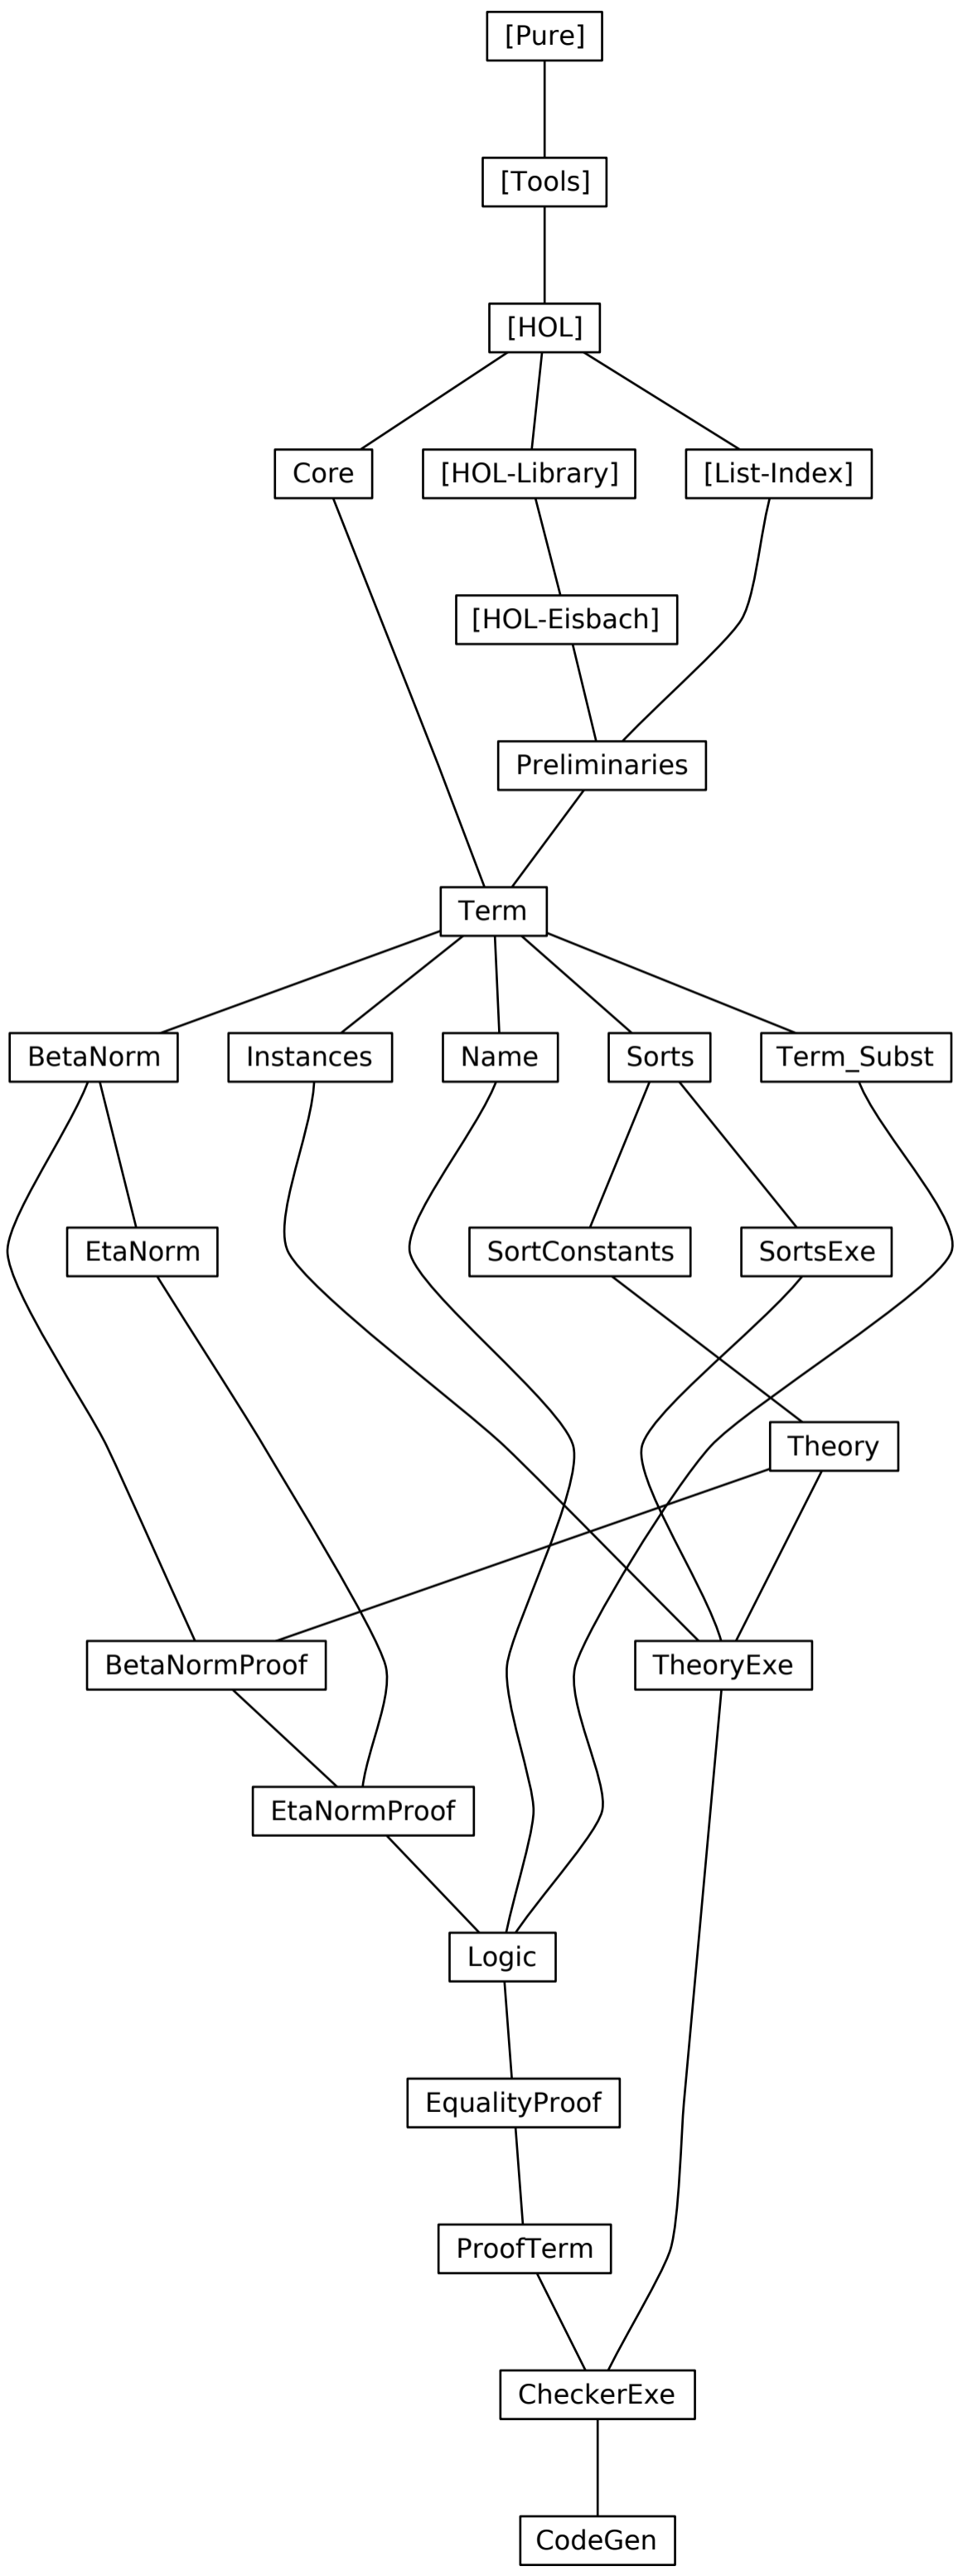 [Pure]
[Tools]
[HOL]
Core
[HOL-Library]
[List-Index]
[HOL-Eisbach]
Preliminaries
Term
BetaNorm
Instances
Name
Sorts
Term_Subst
EtaNorm
SortConstants
SortsExe
Theory
BetaNormProof
TheoryExe
EtaNormProof
Logic
EqualityProof
ProofTerm
CheckerExe
CodeGen